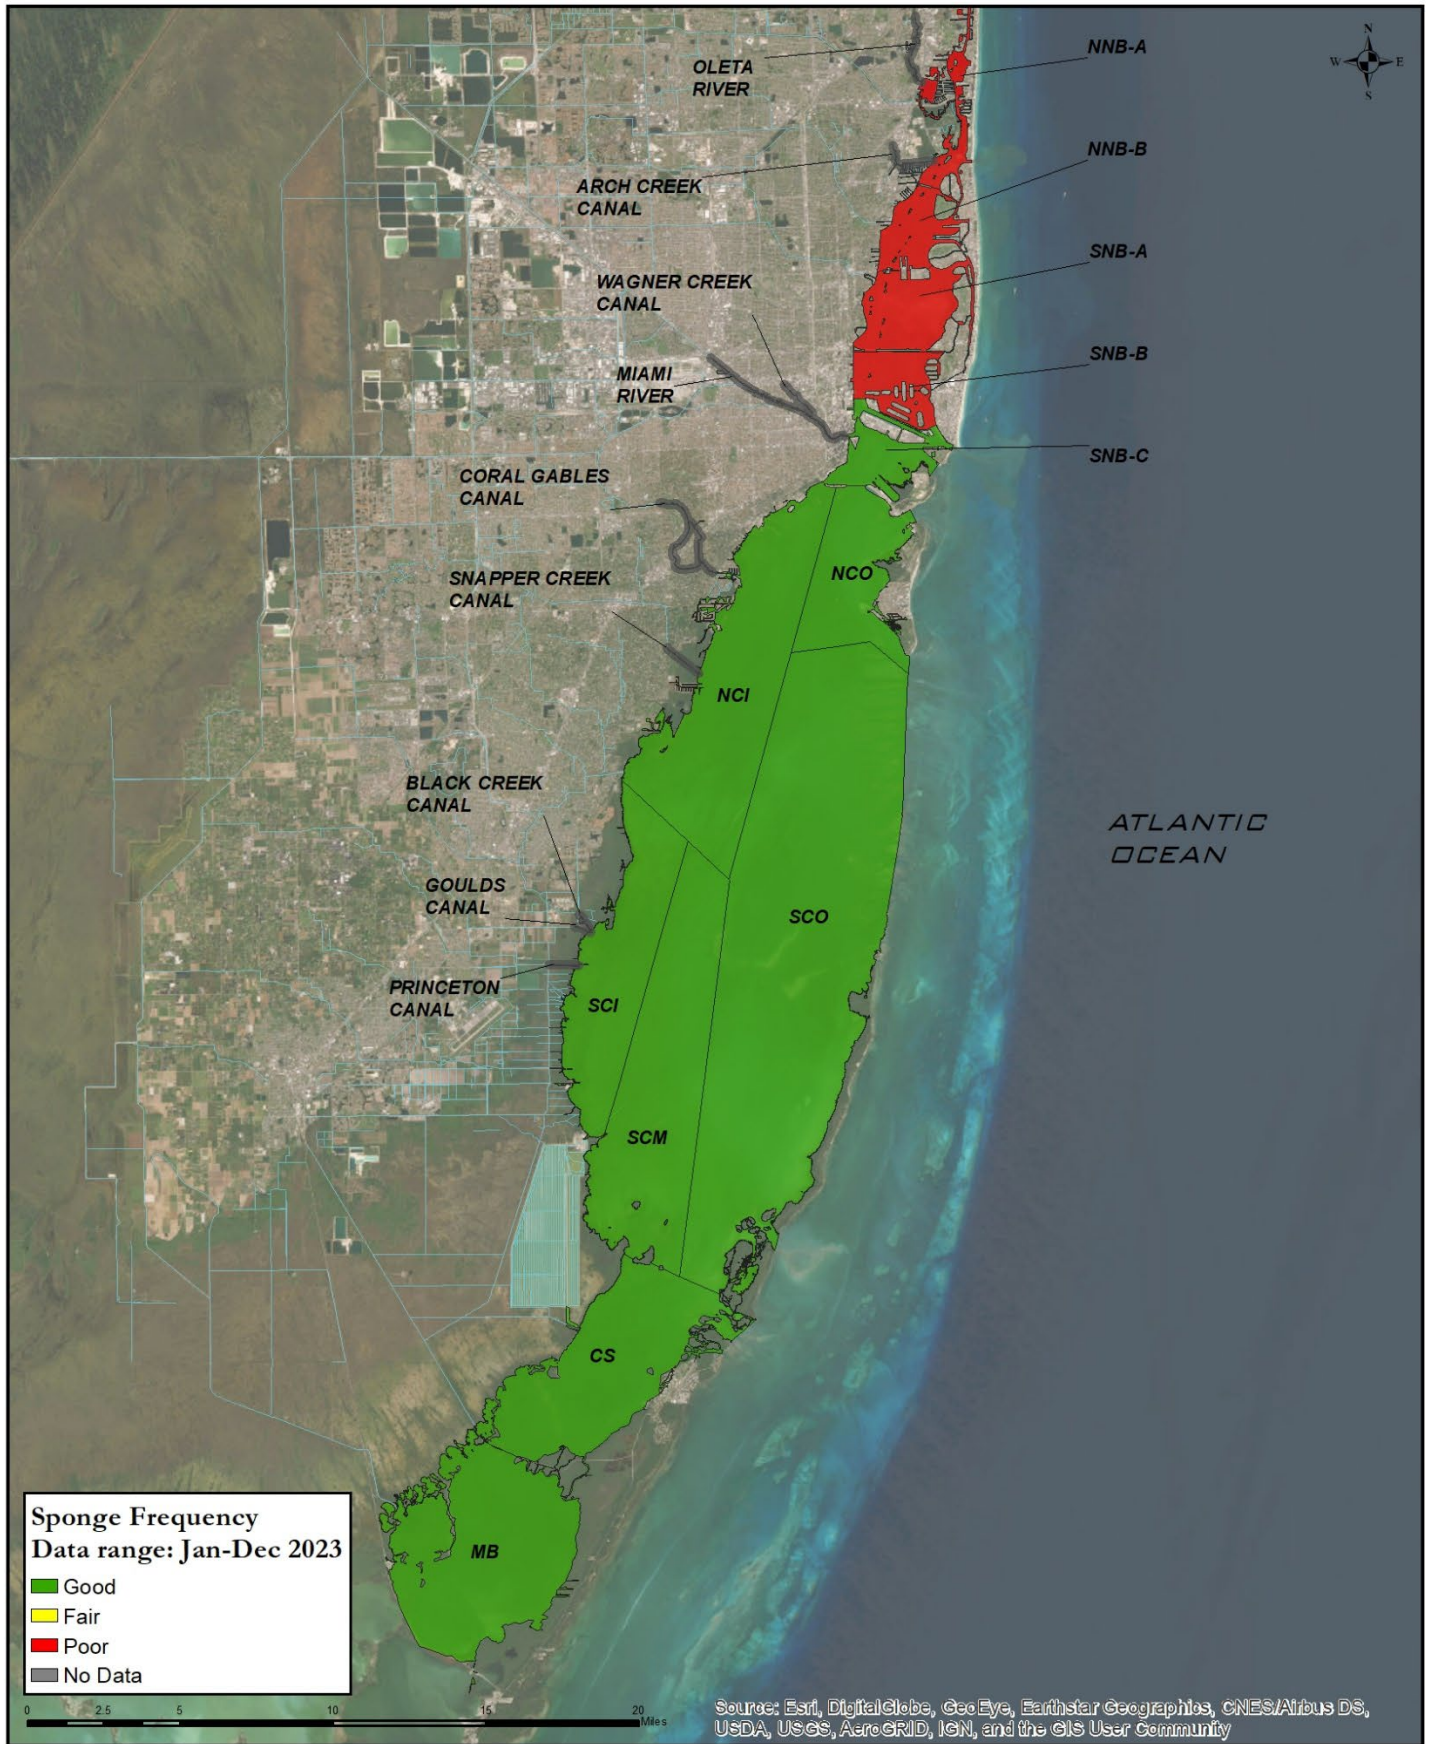 N
W E
S
NNB-A
OLETA
RIVER
NNB-B
ARCH CREEK
CANAL
SNB-A
WAGNER CREEK
CANAL
SNB-B
MIAMI
RIVER
SNB-C
CORAL GABLES
CANAL
NCO
SNAPPER CREEK
CANAL
NCI
BLACK CREEK
CANAL
ATLANTIC
OCEAN
GOULDS
CANAL
SCO
PRINCETON
CANAL
SCI
SCM
CS
MB
Sponge Frequency
Data range: Jan-Dec 2023
Good
Fair
Poor
No Data
0 2.5 5 10 15 20
Miles
Source: Esri, DigitalGlobe, GeoEye, Earthstar Geographics, CNES/Airbus DS,
USDA, USGS, AeroGRID, IGN, and the GIS User Community